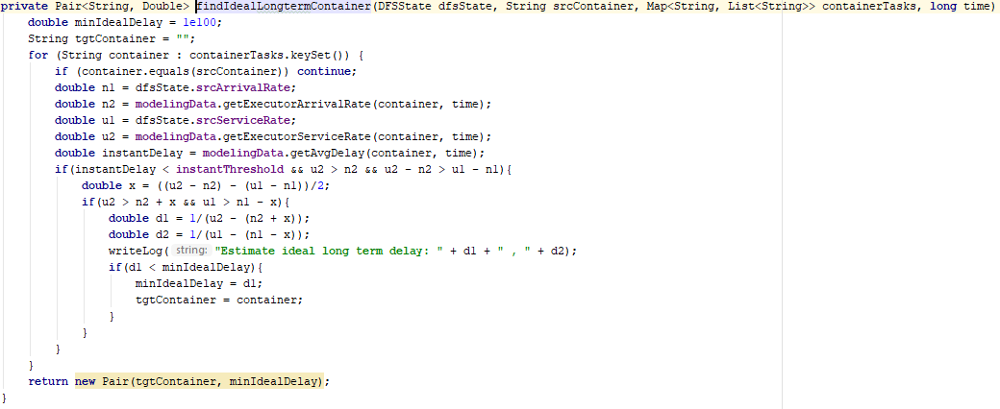 private Pair<String, Double> findIdealLongtermContainer(DFSState dfsState, String srcContainer, Map<String, List<String>> containerTasks, long time)
    double minIdealDelay = 1e100;
    String tgtContainer = "";
    for (String container : containerTasks.keySet()) {
        if (container.equals(srcContainer)) continue;
        double n1 = dfsState.srcArrivalRate;
        double n2 = modelingData.getExecutorArrivalRate(container, time);
        double u1 = dfsState.srcServiceRate;
        double u2 = modelingData.getExecutorServiceRate(container, time);
        double instantDelay = modelingData.getAvgDelay(container, time);
        if(instantDelay < instantThreshold && u2 > n2 && u2 - n2 > u1 - n1){
            double x = ((u2 - n2) - (u1 - n1))/2;
            if(u2 > n2 + x && u1 > n1 - x){
                double d1 = 1/(u2 - (n2 + x));
                double d2 = 1/(u1 - (n1 - x));
                writeLog( string: "Estimate ideal long term delay: " + d1 + " , " + d2);
                if(d1 < minIdealDelay){
                    minIdealDelay = d1;
                    tgtContainer = container;
                }
            }
        }
    }
    return new Pair(tgtContainer, minIdealDelay);
}